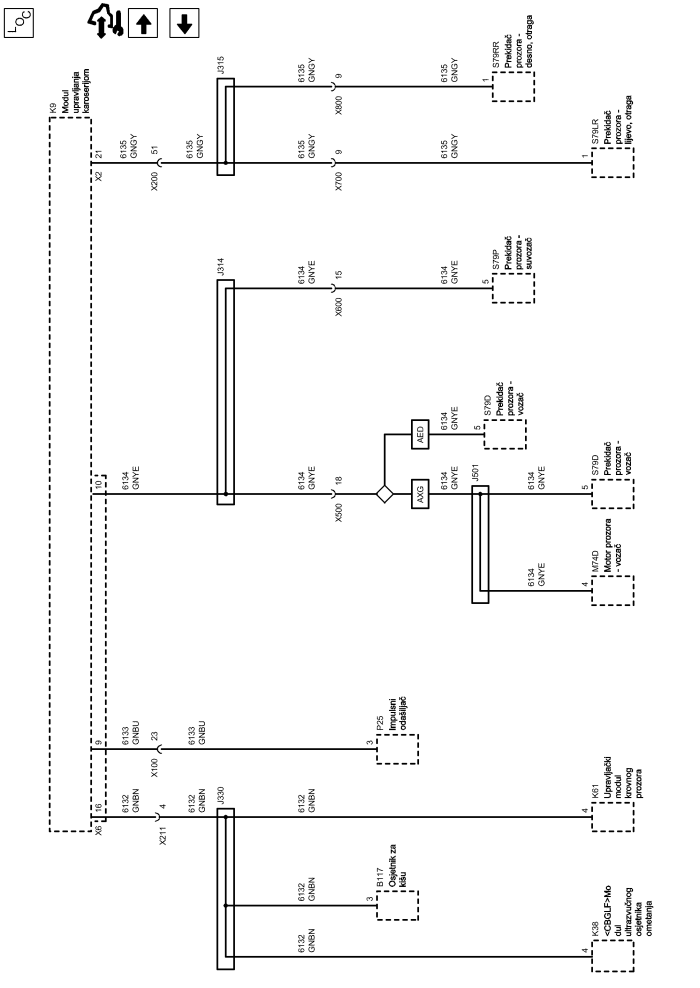 LOC
K9
Modul
upravljanja
karoserijom
X6
16
9
10
X2
21
6132
GNBN
4
X211
6132
GNBN
J330
6132
GNBN
6132
GNBN
6132
GNBN
4
K38
<CBGLF>Mo
dul
ultrazvučnog
osjetnika
ometanja
3
B117
Osjetnik za
kišu
4
K61
Upravljački
modul
krovnog
prozora
6133
GNBU
23
X100
6133
GNBU
3
P25
Impulsni
odašiljač
6134
GNYE
J314
6134
GNYE
18
X500
AXG
AED
6134
GNYE
6134
GNYE
5
S79D
Prekidač
prozora -
vozač
J501
6134
GNYE
6134
GNYE
4
M74D
Motor prozora
- vozač
5
S79D
Prekidač
prozora -
vozač
6134
GNYE
15
X600
6134
GNYE
5
S79P
Prekidač
prozora -
suvozač
6135
GNGY
51
X200
6135
GNGY
J315
6135
GNGY
9
X700
6135
GNGY
1
S79LR
Prekidač
prozora -
lijevo, otraga
6135
GNGY
9
X800
6135
GNGY
1
S79RR
Prekidač
prozora -
desno, otraga